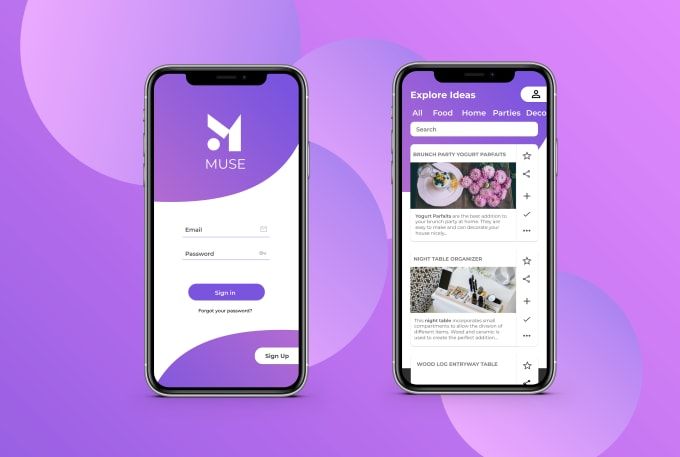 MUSE
Email
Password
Sign in
Forgot your password?
Sign Up
Explore Ideas
All Food Home Parties Deco
Search
BRUNCH PARTY YOGURT PARFAITS
Yogurt Parfaits are the best addition to
your brunch party at home. They are
easy to make and can decorate your
house nicely...
NIGHT TABLE ORGANIZER
This night table incorporates small
compartments to allow the division of
different items. Wood and ceramic is
used to create the perfect addition...
WOOD LOG ENTRYWAY TABLE